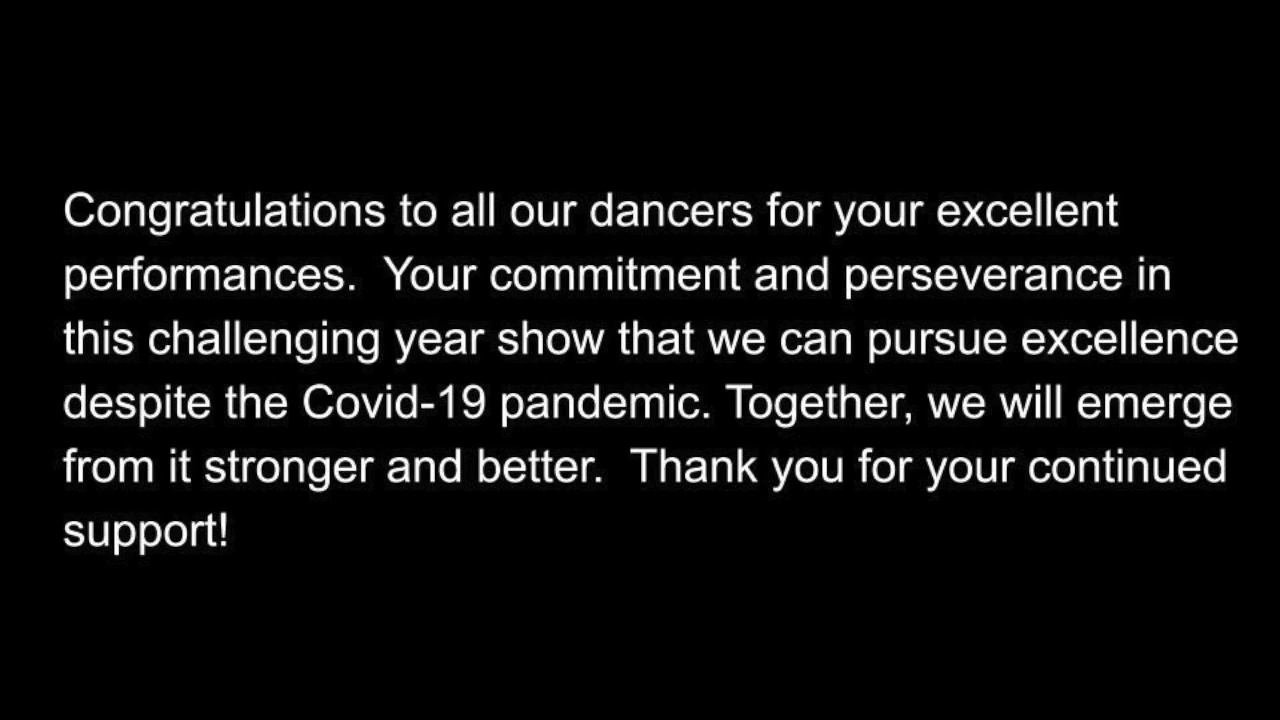 Congratulations to all our dancers for your excellent
performances.  Your commitment and perseverance in
this challenging year show that we can pursue excellence
despite the Covid-19 pandemic. Together, we will emerge
from it stronger and better.  Thank you for your continued
support!